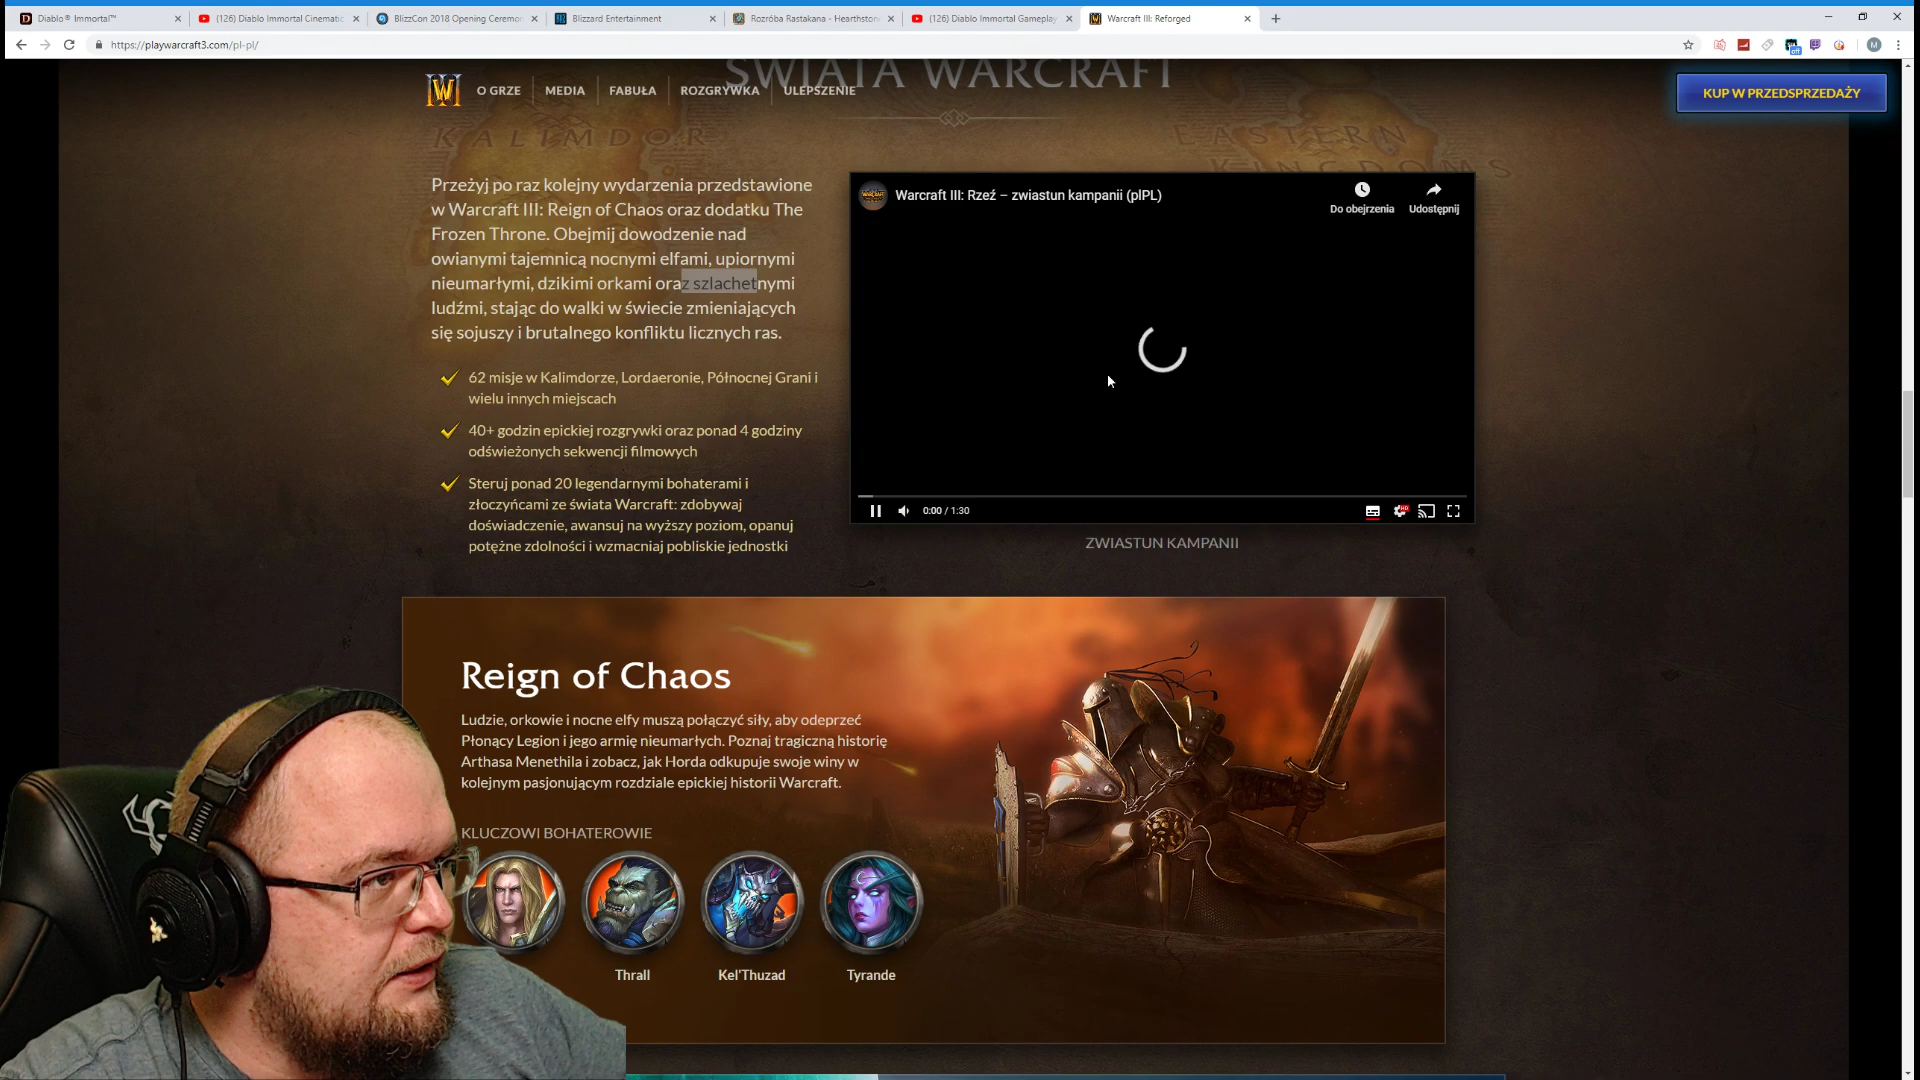 Diablo® Immortal™
(126) Diablo Immortal Cinematic
BlizzCon 2018 Opening Ceremon
Blizzard Entertainment
Rozróba Rastakana - Hearthston
(126) Diablo Immortal Gameplay
Warcraft III: Reforged
https://playwarcraft3.com/pl-pl/
ŚWIATA WARCRAFT
O GRZE
MEDIA
FABUŁA
ROZGRYWKA
ULEPSZENIE
KUP W PRZEDSPRZEDAŻY
KALIMDOR
EASTERN
KINGDOMS
Przeżyj po raz kolejny wydarzenia przedstawione
w Warcraft III: Reign of Chaos oraz dodatku The
Frozen Throne. Obejmij dowodzenie nad
owianymi tajemnicą nocnymi elfami, upiornymi
nieumarłymi, dzikimi orkami oraz szlachetnymi
ludźmi, stając do walki w świecie zmieniających
się sojuszy i brutalnego konfliktu licznych ras.
62 misje w Kalimdorze, Lordaeronie, Północnej Grani i
wielu innych miejscach
40+ godzin epickiej rozgrywki oraz ponad 4 godziny
odświeżonych sekwencji filmowych
Steruj ponad 20 legendarnymi bohaterami i
złoczyńcami ze świata Warcraft: zdobywaj
doświadczenie, awansuj na wyższy poziom, opanuj
potężne zdolności i wzmacniaj pobliskie jednostki
Warcraft III: Rzeź – zwiastun kampanii (plPL)
Do obejrzenia
Udostępnij
0:00 / 1:30
HD
ZWIASTUN KAMPANII
Reign of Chaos
Ludzie, orkowie i nocne elfy muszą połączyć siły, aby odeprzeć
Płonący Legion i jego armię nieumarłych. Poznaj tragiczną historię
Arthasa Menethila i zobacz, jak Horda odkupuje swoje winy w
kolejnym pasjonującym rozdziale epickiej historii Warcraft.
KLUCZOWI BOHATEROWIE
Thrall
Kel'Thuzad
Tyrande